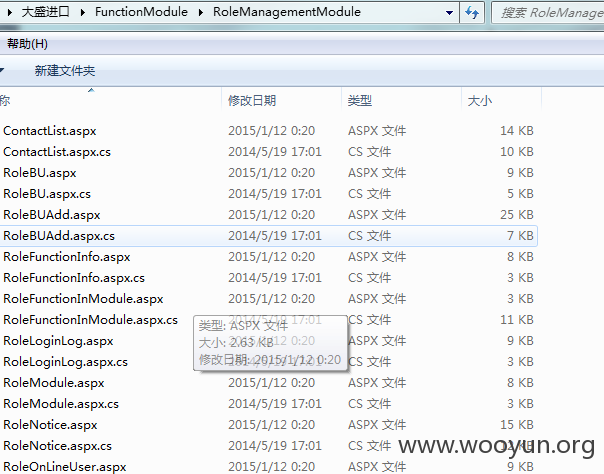 大盛进口 FunctionModule RoleManagementModule 搜索 RoleManage
帮助(H)
新建文件夹
称 修改日期 类型 大小
ContactList.aspx 2015/1/12 0:20 ASPX 文件 14 KB
ContactList.aspx.cs 2014/5/19 17:01 CS 文件 10 KB
RoleBU.aspx 2015/1/12 0:20 ASPX 文件 9 KB
RoleBU.aspx.cs 2014/5/19 17:01 CS 文件 5 KB
RoleBUAdd.aspx 2015/1/12 0:20 ASPX 文件 25 KB
RoleBUAdd.aspx.cs 2014/5/19 17:01 CS 文件 7 KB
RoleFunctionInfo.aspx 2015/1/12 0:20 ASPX 文件 8 KB
RoleFunctionInfo.aspx.cs 2014/5/19 17:01 CS 文件 3 KB
RoleFunctionInModule.aspx 2015/1/12 0:20 ASPX 文件 3 KB
RoleFunctionInModule.aspx.cs 2014/5/19 17:01 CS 文件 11 KB
类型: ASPX 文件
大小: 2.63 KB
修改日期: 2015/1/12 0:20
RoleLoginLog.aspx ASPX 文件 9 KB
RoleLoginLog.aspx.cs CS 文件 3 KB
RoleModule.aspx 2015/1/12 0:20 ASPX 文件 8 KB
RoleModule.aspx.cs 2014/5/19 17:01 CS 文件 3 KB
RoleNotice.aspx 2015/1/12 0:20 ASPX 文件 15 KB
RoleNotice.aspx.cs 2014/5/19 17:01 CS 文件 KB
RoleOnLineUser.aspx 2015/1/12 0:20 ASPX 文件 9 KB
www.wooyun.org